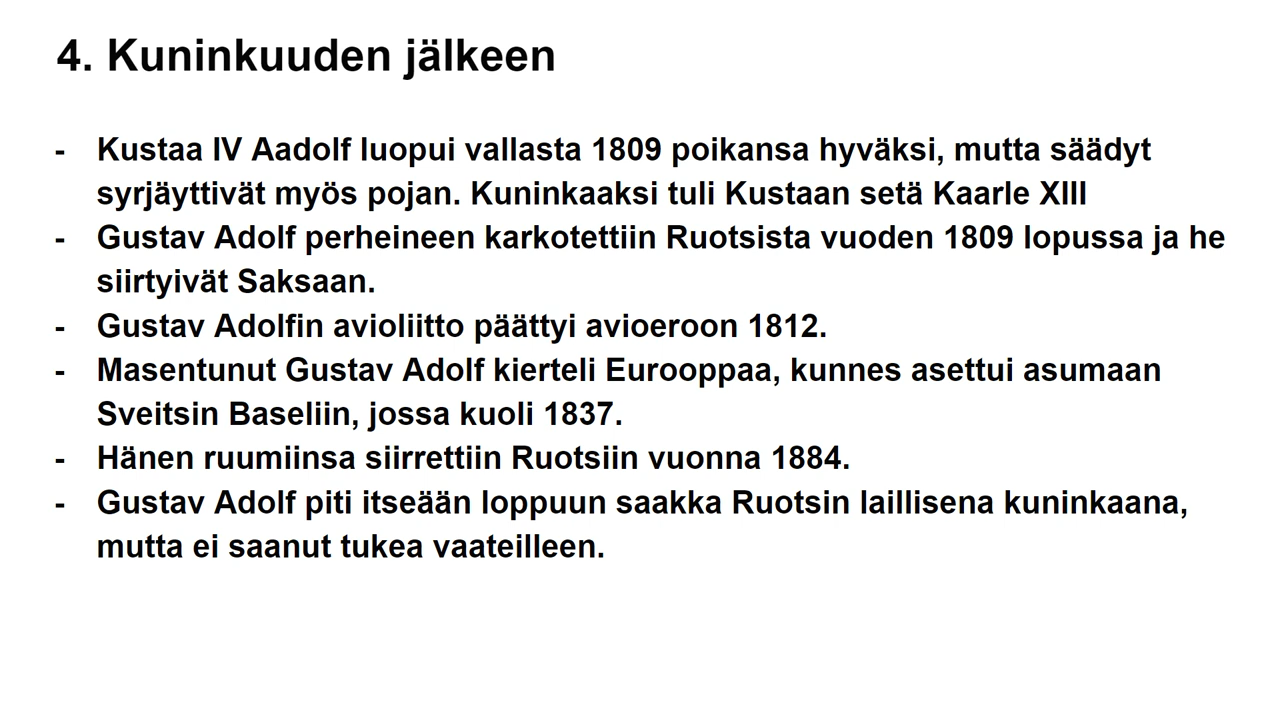 4. Kuninkuuden jälkeen
- Kustaa IV Aadolf luopui vallasta 1809 poikansa hyväksi, mutta säädyt
syrjäyttivät myös pojan. Kuninkaaksi tuli Kustaan setä Kaarle XIII
- Gustav Adolf perheineen karkotettiin Ruotsista vuoden 1809 lopussa ja he
siirtyivät Saksaan.
- Gustav Adolfin avioliitto päättyi avioeroon 1812.
- Masentunut Gustav Adolf kierteli Eurooppaa, kunnes asettui asumaan
Sveitsin Baseliin, jossa kuoli 1837.
- Hänen ruumiinsa siirrettiin Ruotsiin vuonna 1884.
- Gustav Adolf piti itseään loppuun saakka Ruotsin laillisena kuninkaana,
mutta ei saanut tukea vaateilleen.